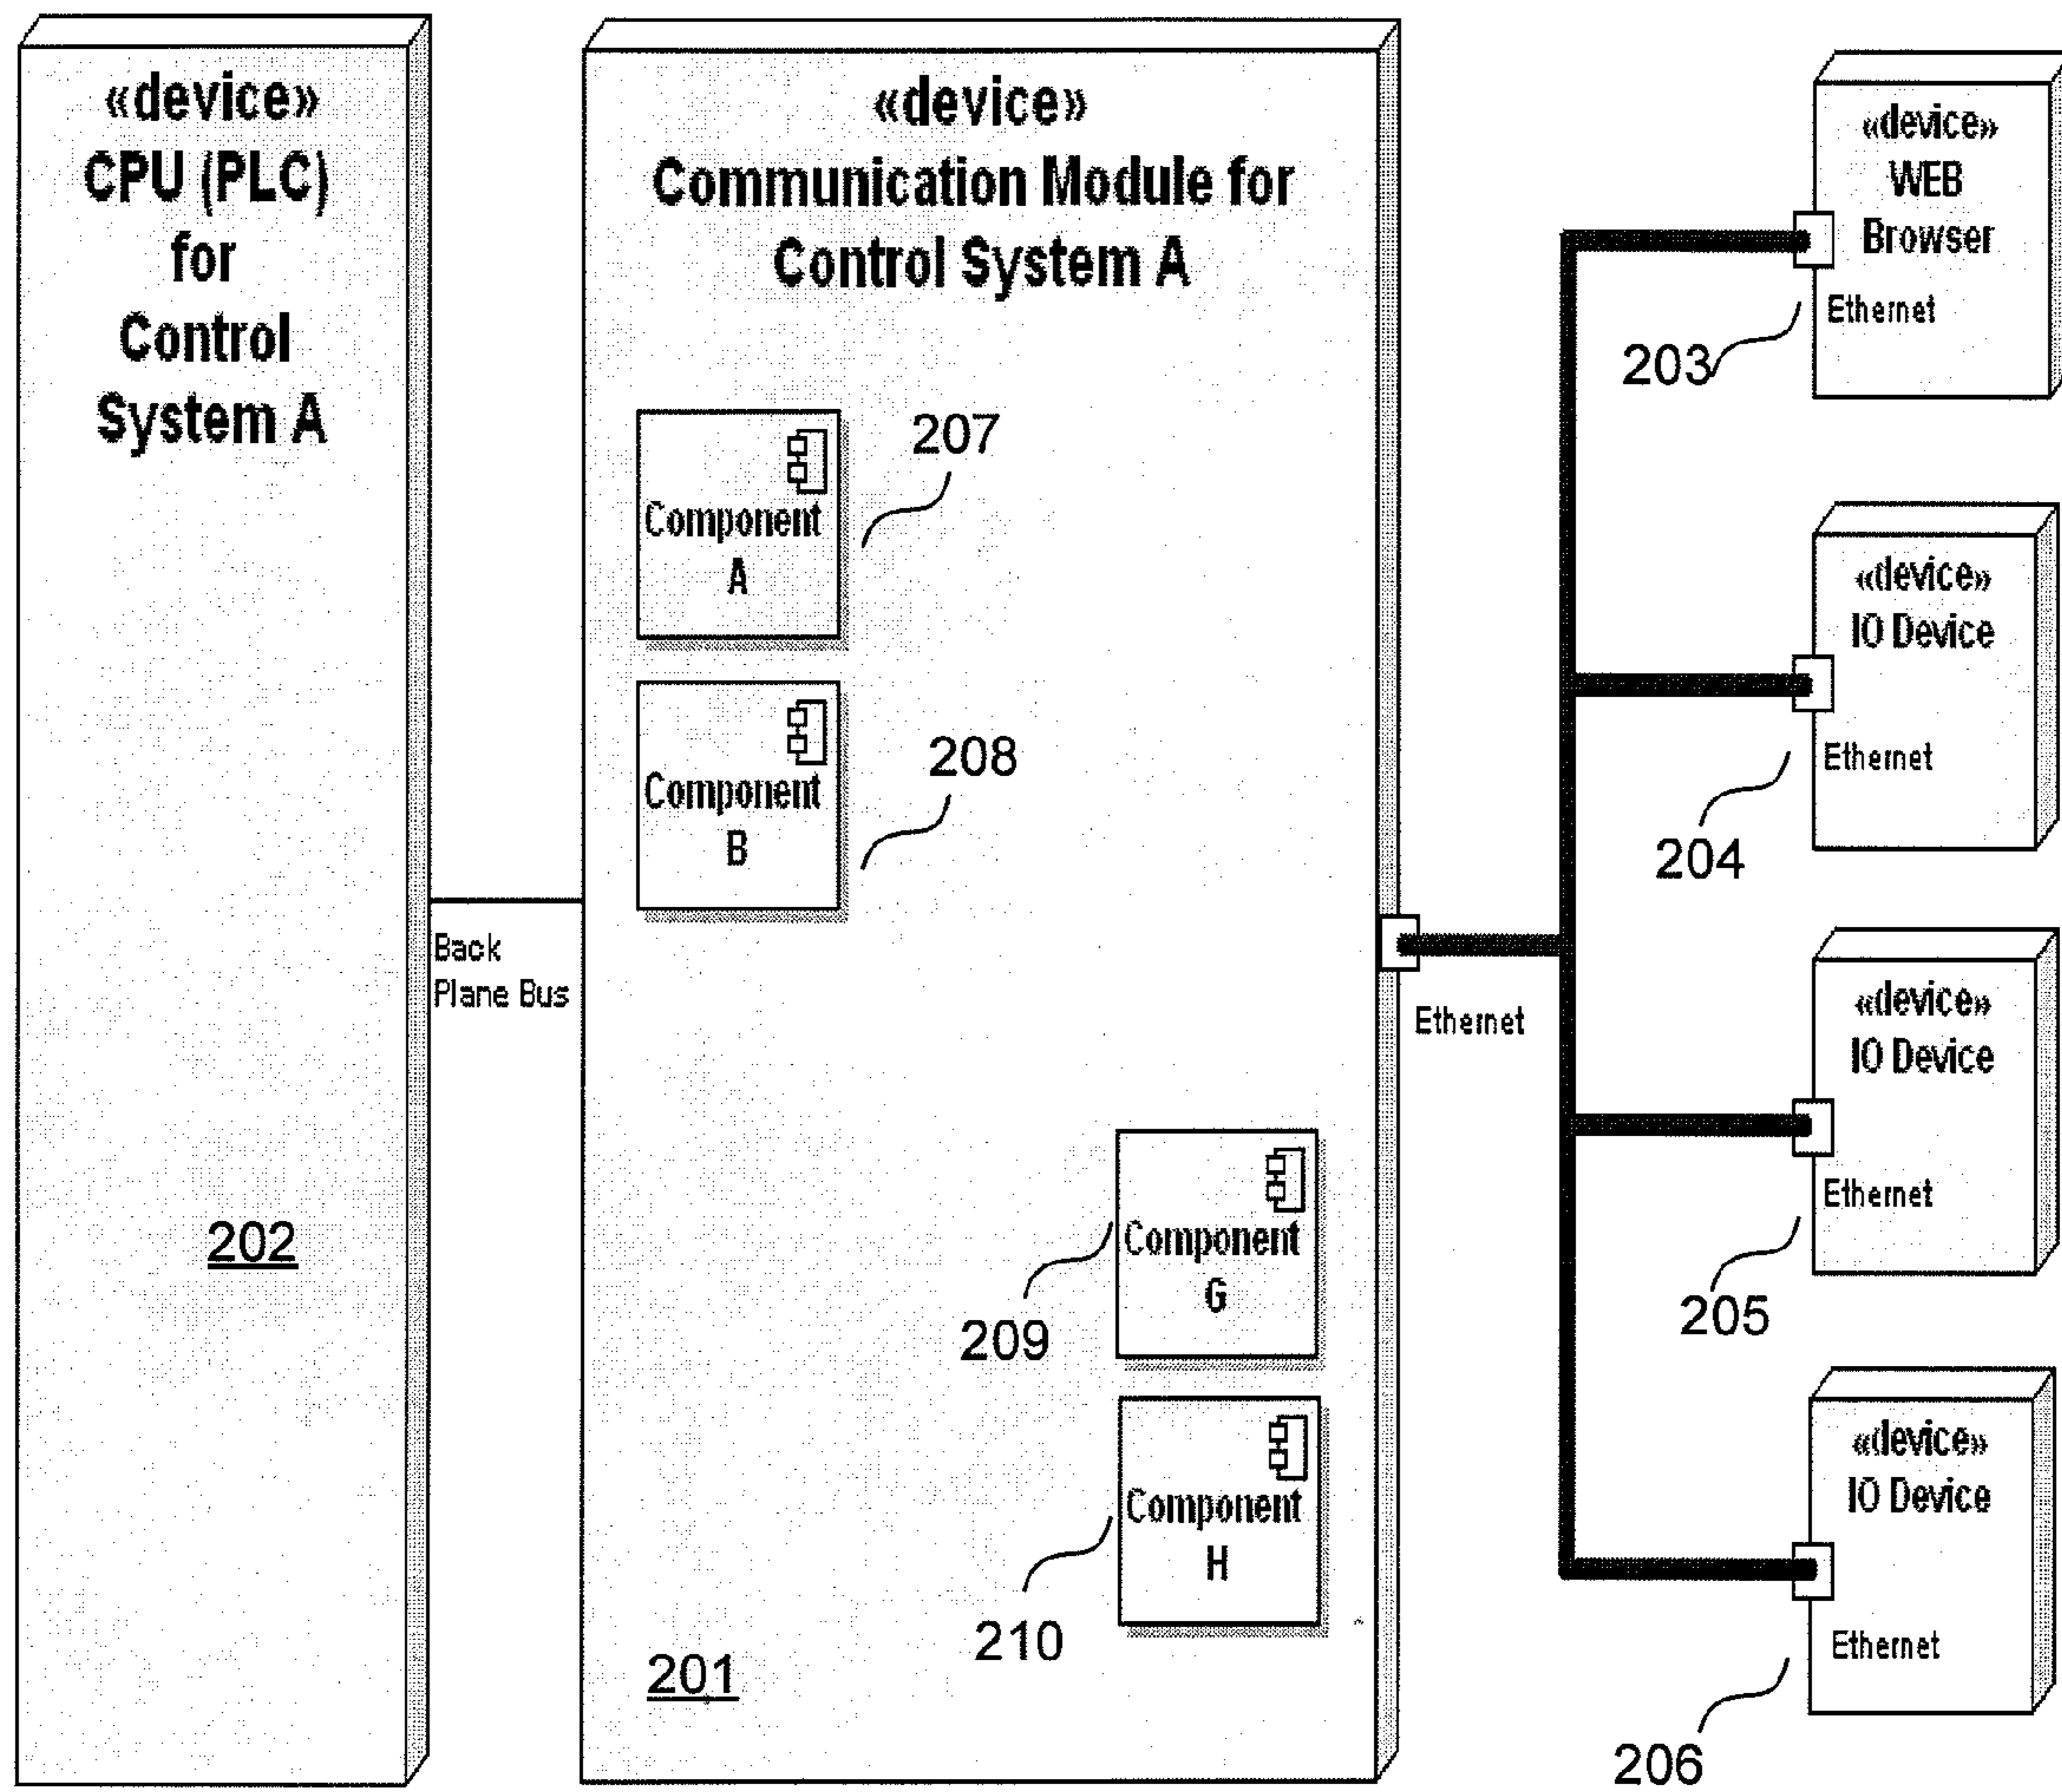 «device»
CPU (PLC)
for
Control
System A
202
Back
Plane Bus
«device»
Communication Module for
Control System A
Component
A
207
Component
B
208
Component
G
209
Component
H
210
201
Ethernet
«device»
WEB
Browser
Ethernet
203
«device»
IO Device
Ethernet
204
«device»
IO Device
Ethernet
205
«device»
IO Device
Ethernet
206